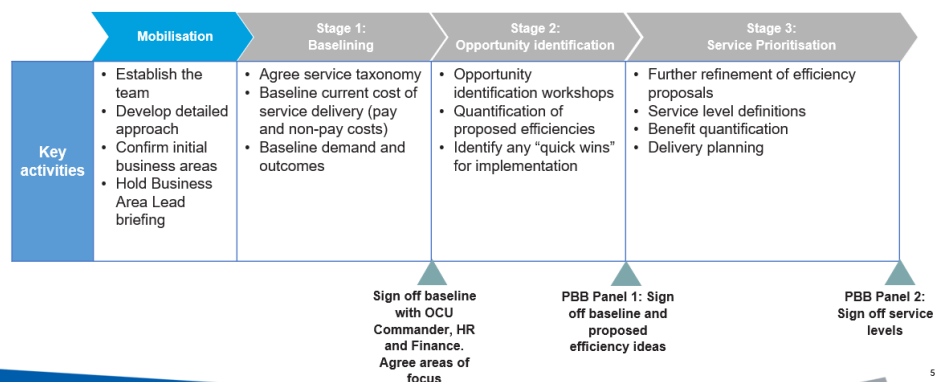 Mobilisation
Stage 1:
Baselining
Stage 2:
Opportunity identification
Stage 3:
Service Prioritisation
Key
activities
• Establish the
team
• Develop detailed
approach
• Confirm initial
business areas
• Hold Business
Area Lead
briefing
• Agree service taxonomy
• Baseline current cost of
service delivery (pay
and non-pay costs)
• Baseline demand and
outcomes
• Opportunity
identification workshops
• Quantification of
proposed efficiencies
• Identify any “quick wins”
for implementation
• Further refinement of efficiency
proposals
• Service level definitions
• Benefit quantification
• Delivery planning
Sign off baseline
with OCU
Commander, HR
and Finance.
Agree areas of
focus
PBB Panel 1: Sign
off baseline and
proposed
efficiency ideas
PBB Panel 2:
Sign off service
levels
5